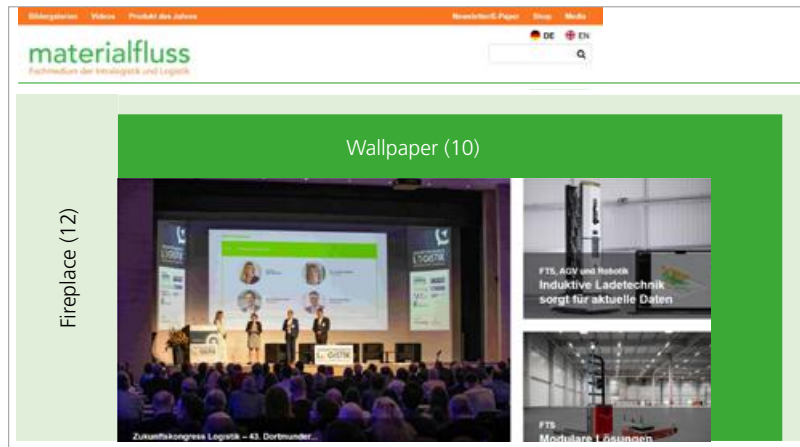 Bildergalerien Videos Produkt des Jahres Newsletter/E-Paper Shop Media
DE EN
materialfluss
Fachmedium der Intralogistik und Logistik
Wallpaper (10)
Fireplace (12)
LOGISTIK
FTS, AGV und Robotik
Induktive Ladetechnik
sorgt für aktuelle Daten
LOGISTIK
Zukunftskongress Logistik – 43. Dortmunder...
FTS
Modulare Lösungen